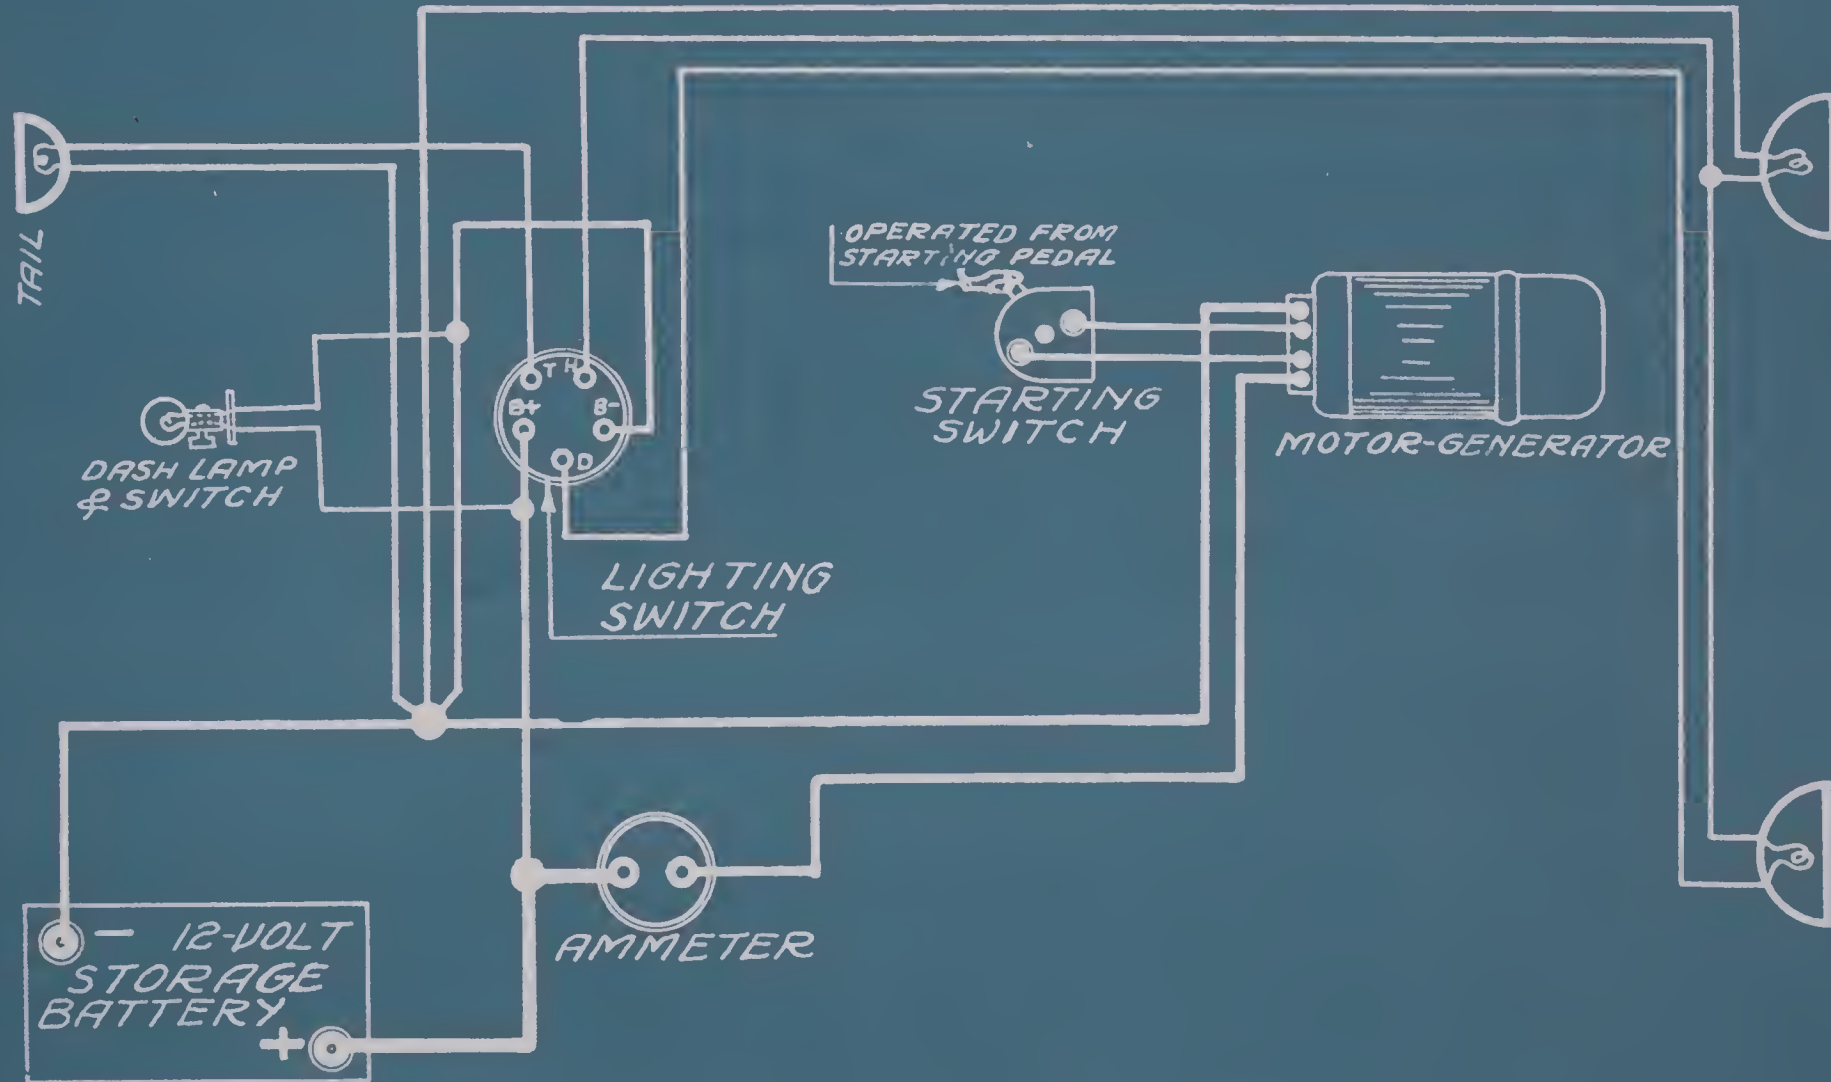 TAIL
OPERATED FROM
STARTING PEDAL
T H
B+ B-
D
STARTING
SWITCH
MOTOR-GENERATOR
DASH LAMP
& SWITCH
LIGHTING
SWITCH
- 12-VOLT
STORAGE
BATTERY
+
AMMETER